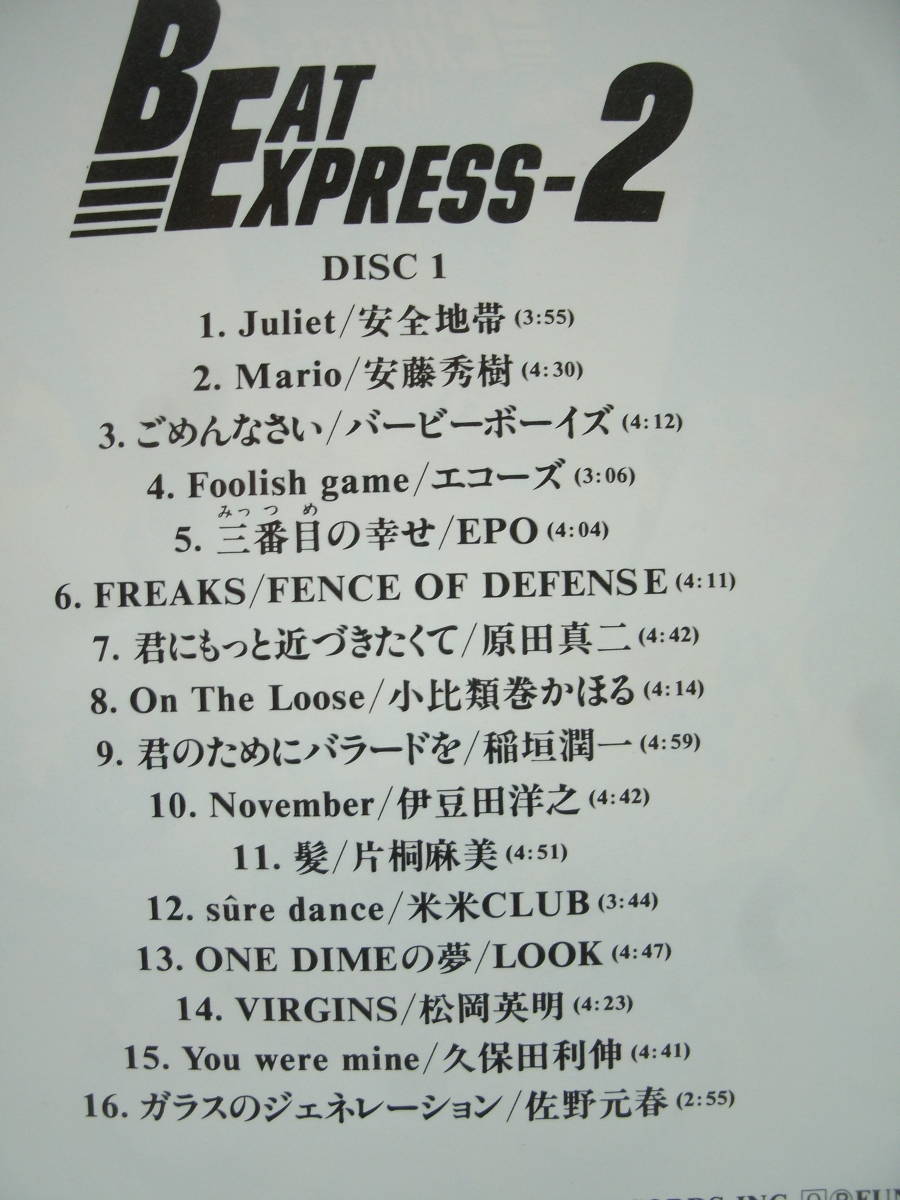 BEAT
EXPRESS-2
DISC 1
1. Juliet/安全地帯(3:55)
2. Mario/安藤秀樹(4:30)
3. ごめんなさい/バービーボーイズ(4:12)
4. Foolish game/エコーズ(3:06)
みっつめ
5. 三番目の幸せ/EPO(4:04)
6. FREAKS/FENCE OF DEFENSE(4:11)
7. 君にもっと近づきたくて/原田真二(4:42)
8. On The Loose/小比類巻かほる(4:14)
9. 君のためにバラードを/稲垣潤一(4:59)
10. November/伊豆田洋之(4:42)
11. 髪/片桐麻美(4:51)
12. sûre dance/米米CLUB(3:44)
13. ONE DIMEの夢/LOOK(4:47)
14. VIRGINS/松岡英明(4:23)
15. You were mine/久保田利伸(4:41)
16. ガラスのジェネレーション/佐野元春(2:55)